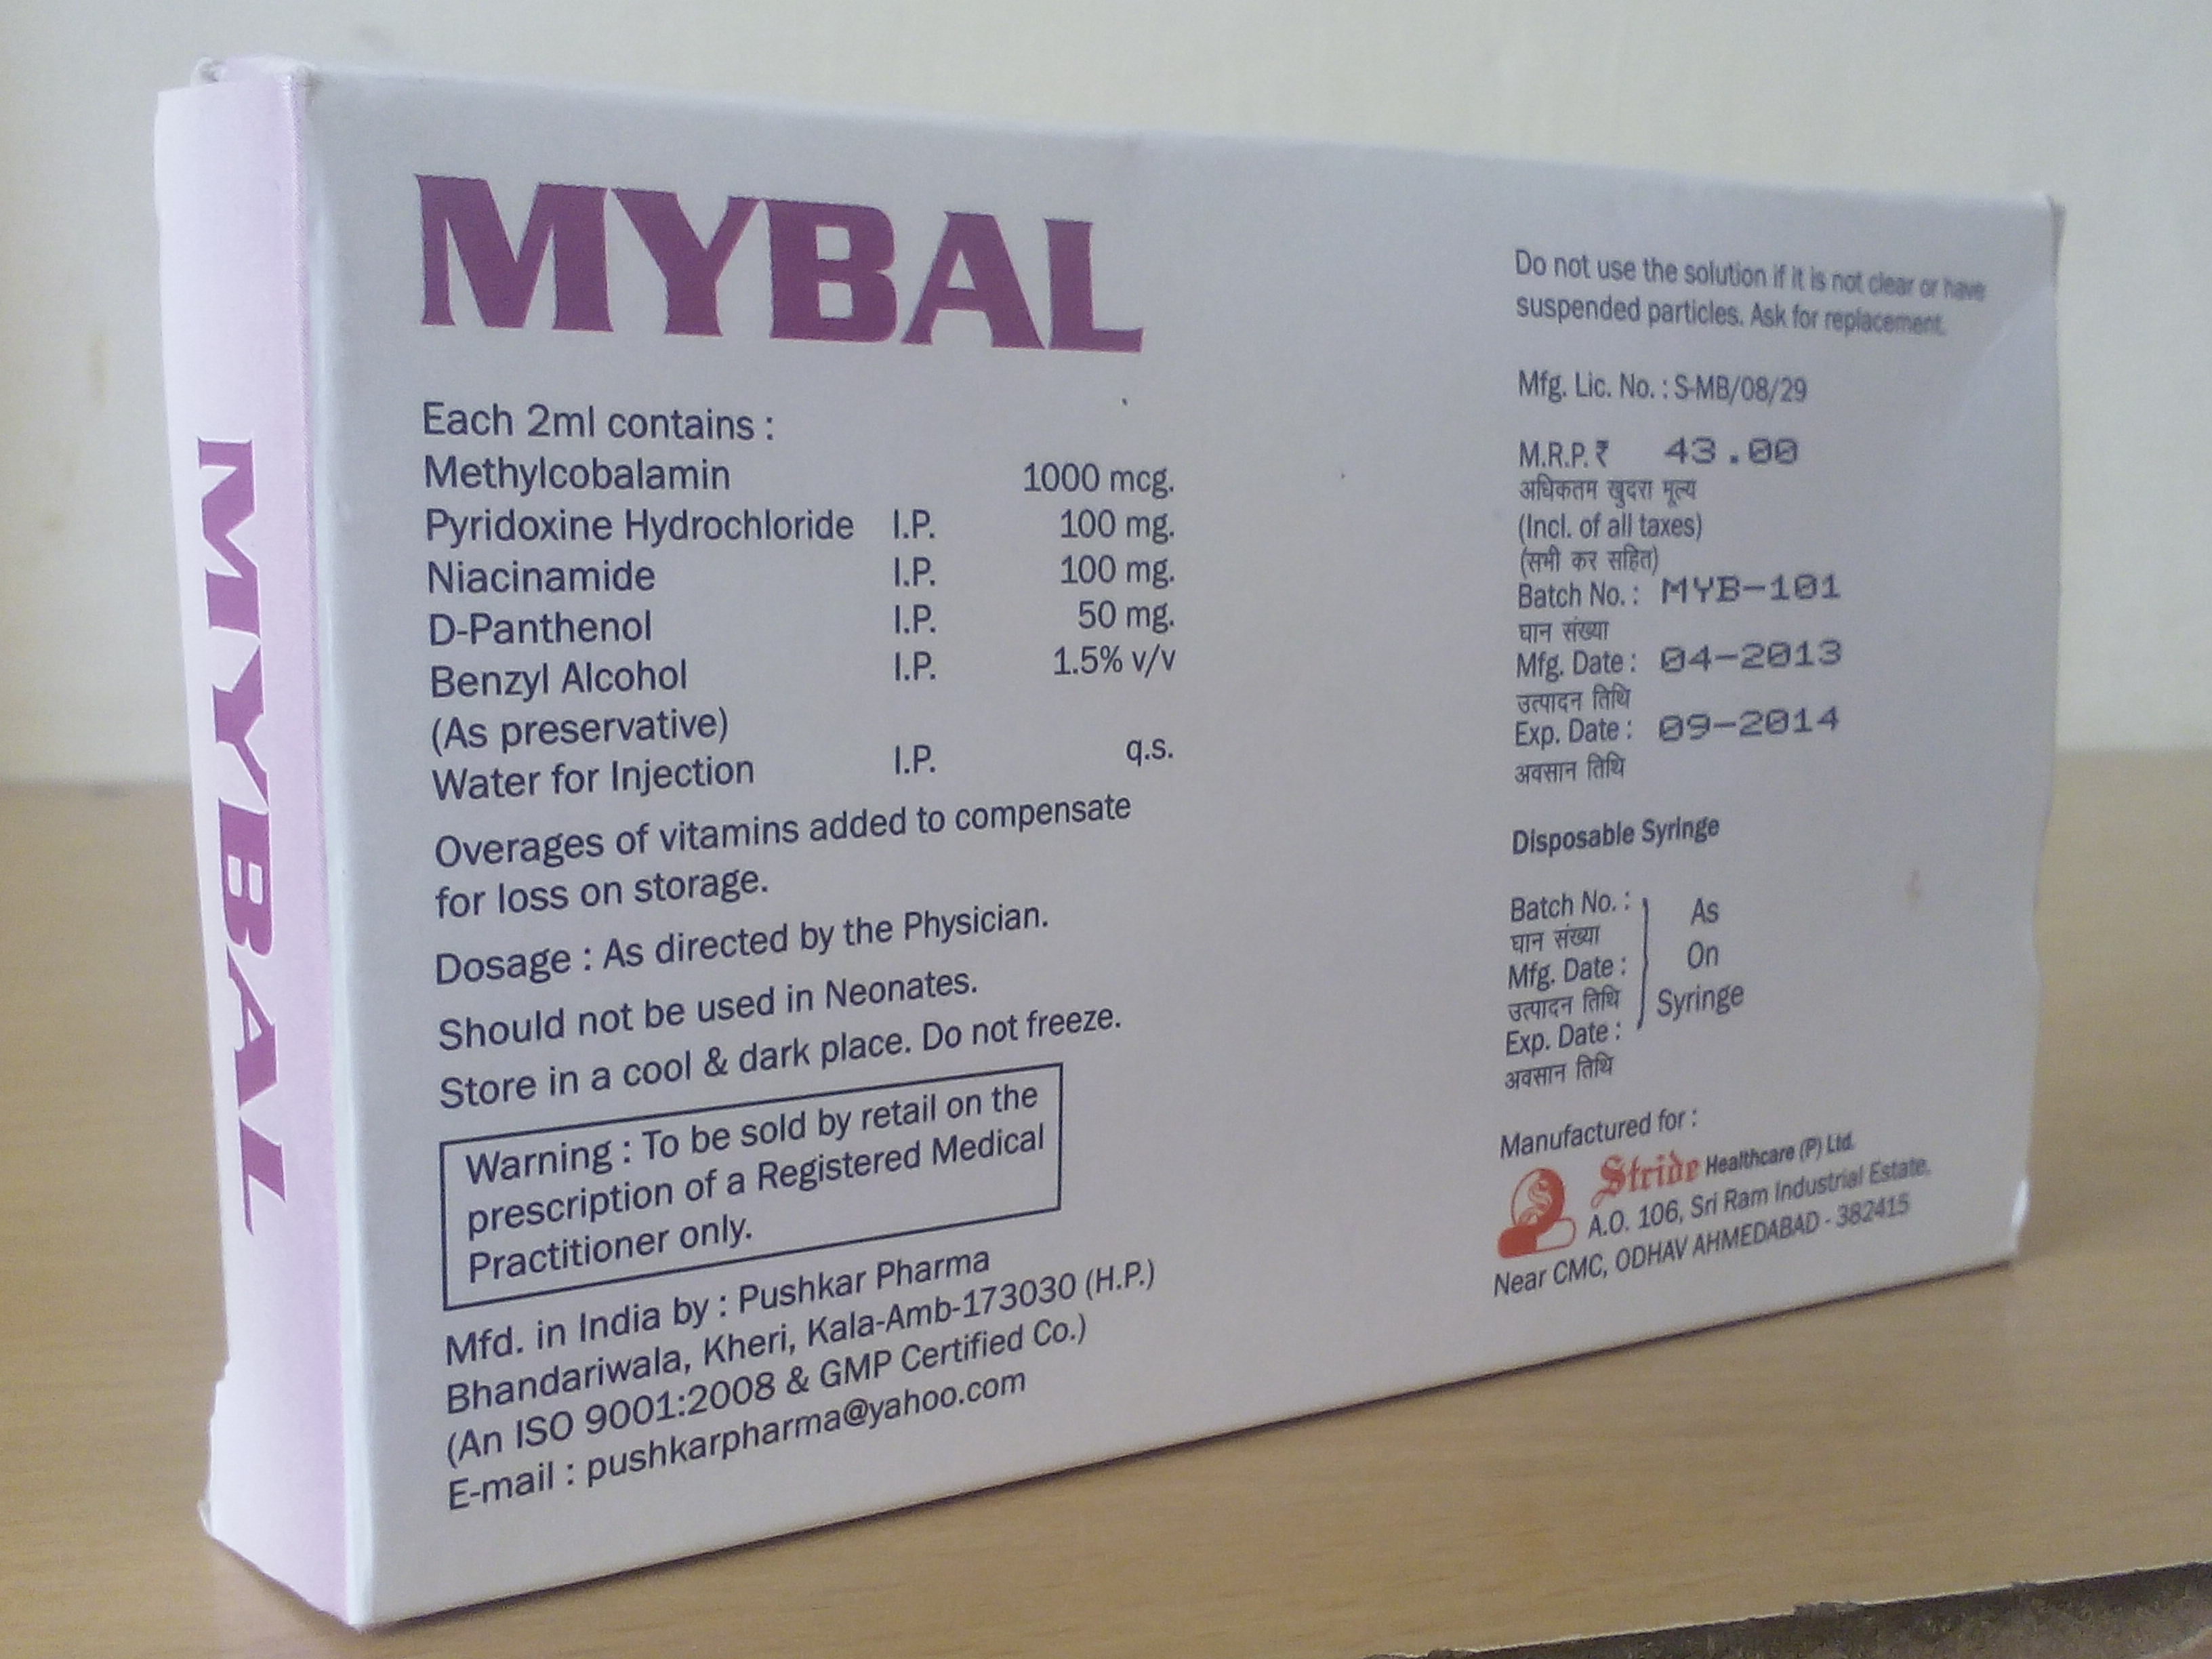 MYBAL
MYBAL
Each 2ml contains :
Methylcobalamin 1000 mcg.
Pyridoxine Hydrochloride I.P. 100 mg.
Niacinamide I.P. 100 mg.
D-Panthenol I.P. 50 mg.
Benzyl Alcohol I.P. 1.5% v/v
(As preservative)
Water for Injection I.P. q.s.
Overages of vitamins added to compensate
for loss on storage.
Dosage : As directed by the Physician.
Should not be used in Neonates.
Store in a cool & dark place. Do not freeze.
Warning : To be sold by retail on the
prescription of a Registered Medical
Practitioner only.
Mfd. in India by : Pushkar Pharma
Bhandariwala, Kheri, Kala-Amb-173030 (H.P.)
(An ISO 9001:2008 & GMP Certified Co.)
E-mail : pushkarpharma@yahoo.com
Do not use the solution if it is not clear or have
suspended particles. Ask for replacement.
Mfg. Lic. No. : S-MB/08/29
M.R.P. ₹ 43.00
अधिकतम खुदरा मूल्य
(Incl. of all taxes)
(सभी कर सहित)
Batch No. : MYB-101
घान संख्या
Mfg. Date : 04-2013
उत्पादन तिथि
Exp. Date : 09-2014
अवसान तिथि
Disposable Syringe
Batch No. : As
घान संख्या
Mfg. Date : On
उत्पादन तिथि
Exp. Date : Syringe
अवसान तिथि
Manufactured for :
Stride Healthcare (P) Ltd.
A.O. 106, Sri Ram Industrial Estate,
Near CMC, ODHAV AHMEDABAD - 382415